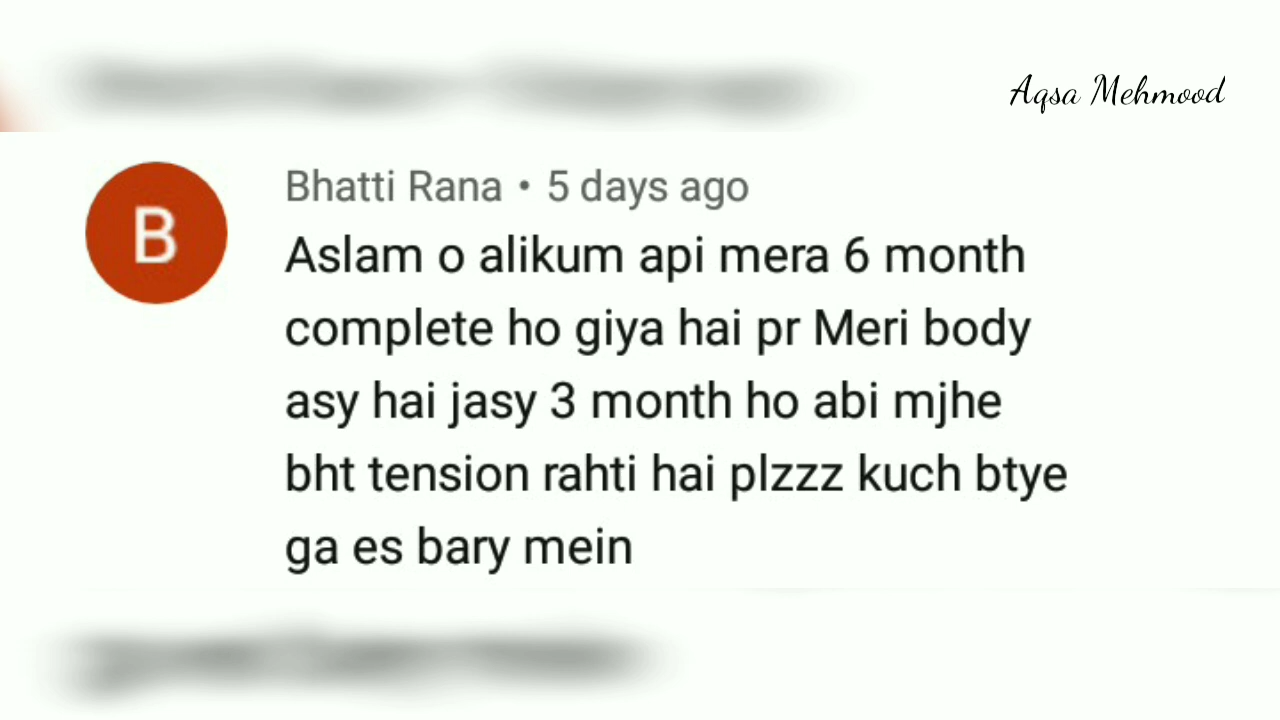 Aqsa Mehmood
B
Bhatti Rana • 5 days ago
Aslam o alikum api mera 6 month
complete ho giya hai pr Meri body
asy hai jasy 3 month ho abi mjhe
bht tension rahti hai plzzz kuch btye
ga es bary mein